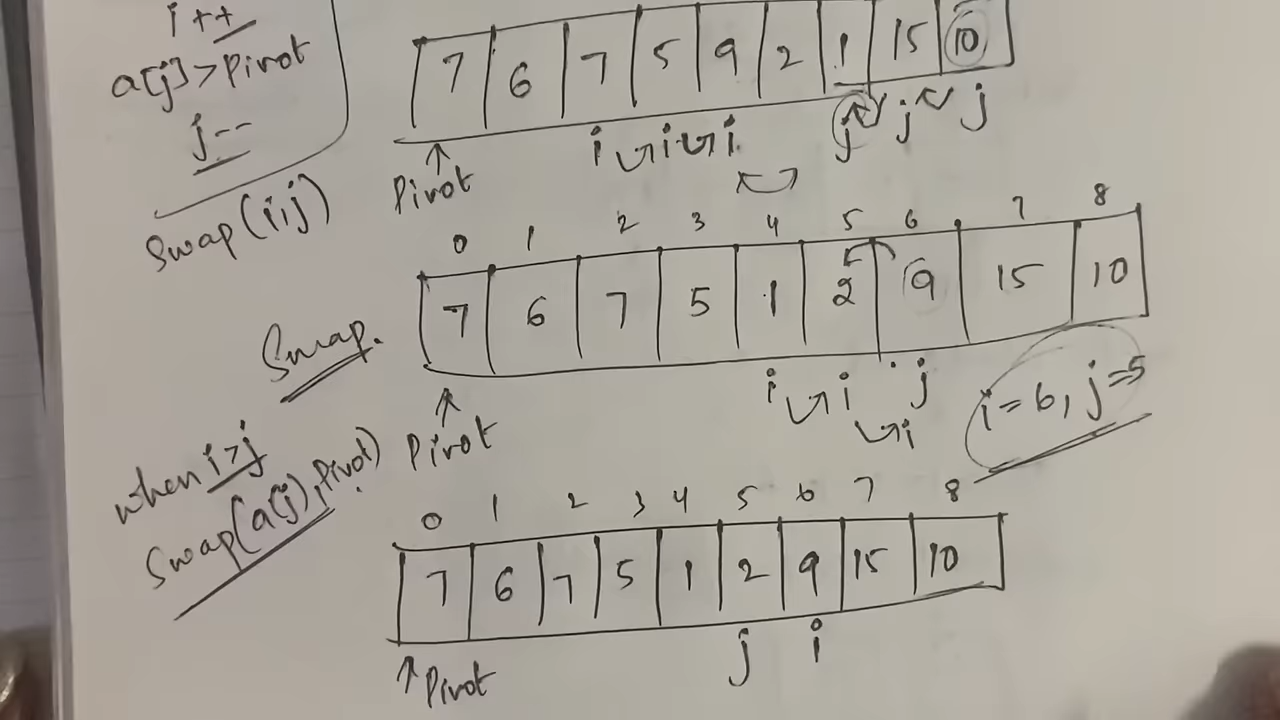 i++
a[j]>Pivot
j--
Swap(i,j)
7 6 7 5 9 2 1 15 10
i i i j j j
Pivot
0 1 2 3 4 5 6 7 8
7 6 7 5 1 2 9 15 10
Swap.
i i j
i
Pivot
i=6, j=5
when i>j
Swap(a(j), Pivot)
0 1 2 3 4 5 6 7 8
7 6 7 5 1 2 9 15 10
j i
Pivot